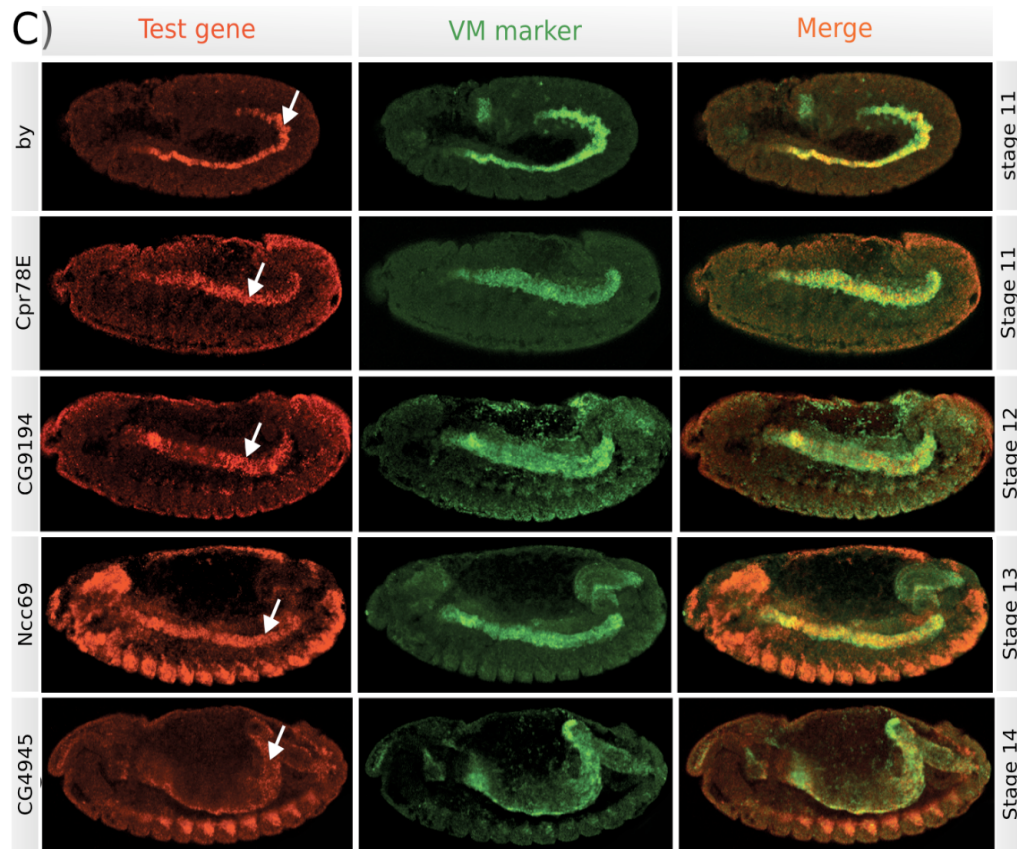 C)
Test gene VM marker Merge
by stage 11
Cpr78E Stage 11
CG9194 Stage 12
Ncc69 Stage 13
CG4945 Stage 14